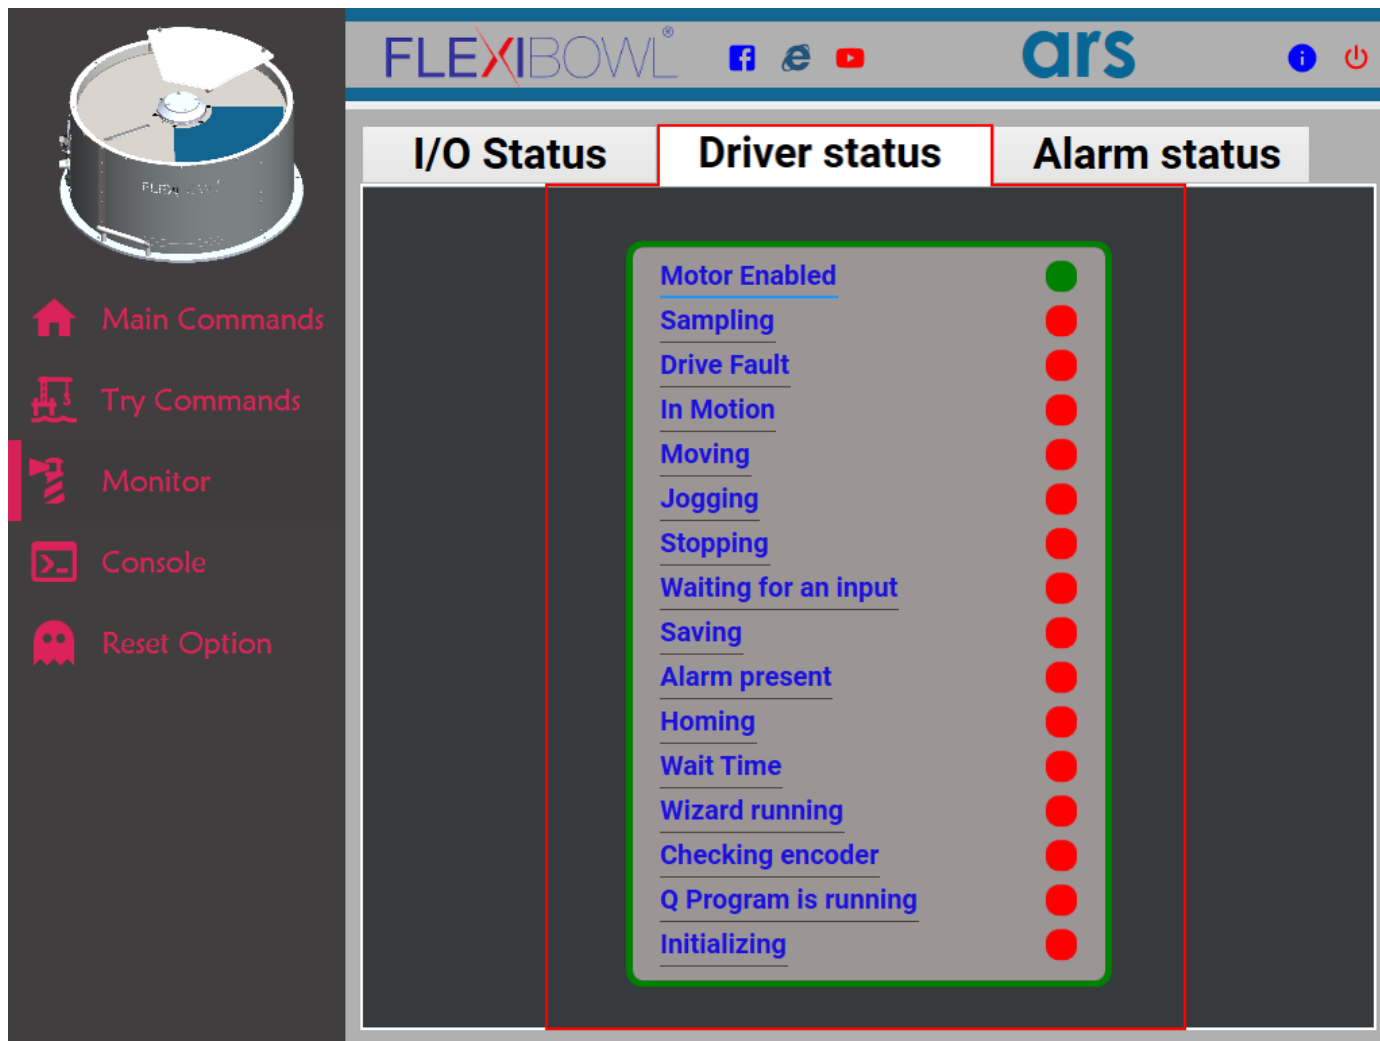 FLEXIBOWL®
ars
I/O Status
Driver status
Alarm status
Main Commands
Try Commands
Monitor
Console
Reset Option
Motor Enabled
Sampling
Drive Fault
In Motion
Moving
Jogging
Stopping
Waiting for an input
Saving
Alarm present
Homing
Wait Time
Wizard running
Checking encoder
Q Program is running
Initializing